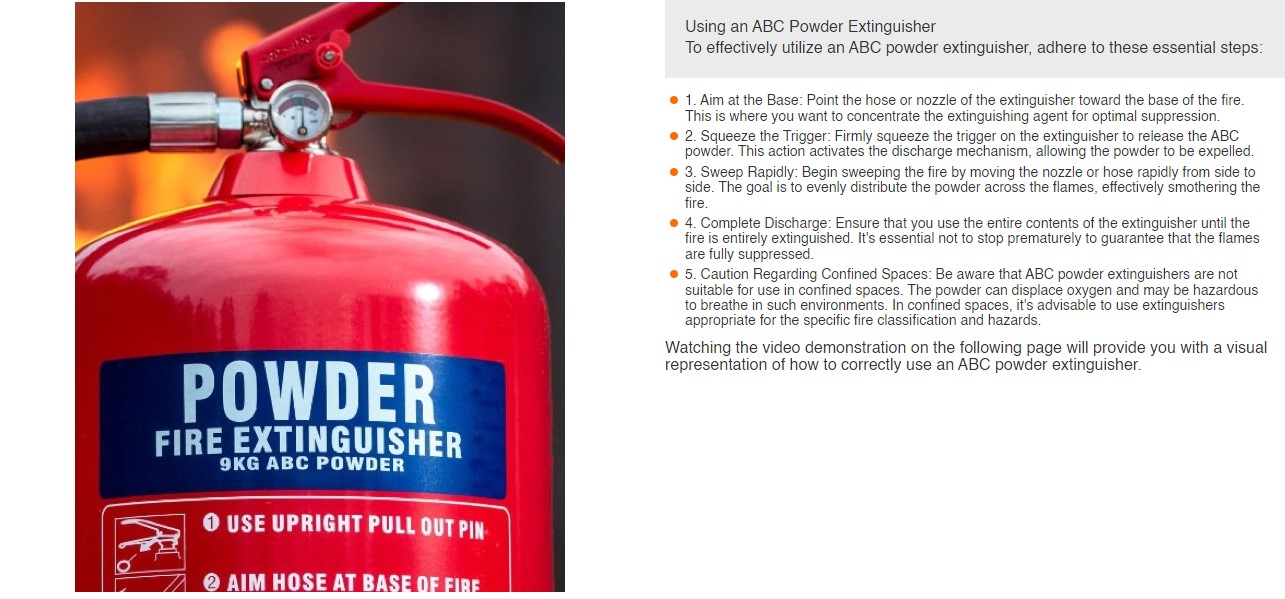 POWDER
FIRE EXTINGUISHER
9KG ABC POWDER
1 USE UPRIGHT PULL OUT PIN
2 AIM HOSE AT BASE OF FIRE
Using an ABC Powder Extinguisher
To effectively utilize an ABC powder extinguisher, adhere to these essential steps:
1. Aim at the Base: Point the hose or nozzle of the extinguisher toward the base of the fire.
This is where you want to concentrate the extinguishing agent for optimal suppression.
2. Squeeze the Trigger: Firmly squeeze the trigger on the extinguisher to release the ABC
powder. This action activates the discharge mechanism, allowing the powder to be expelled.
3. Sweep Rapidly: Begin sweeping the fire by moving the nozzle or hose rapidly from side to
side. The goal is to evenly distribute the powder across the flames, effectively smothering the
fire.
4. Complete Discharge: Ensure that you use the entire contents of the extinguisher until the
fire is entirely extinguished. It's essential not to stop prematurely to guarantee that the flames
are fully suppressed.
5. Caution Regarding Confined Spaces: Be aware that ABC powder extinguishers are not
suitable for use in confined spaces. The powder can displace oxygen and may be hazardous
to breathe in such environments. In confined spaces, it's advisable to use extinguishers
appropriate for the specific fire classification and hazards.
Watching the video demonstration on the following page will provide you with a visual
representation of how to correctly use an ABC powder extinguisher.